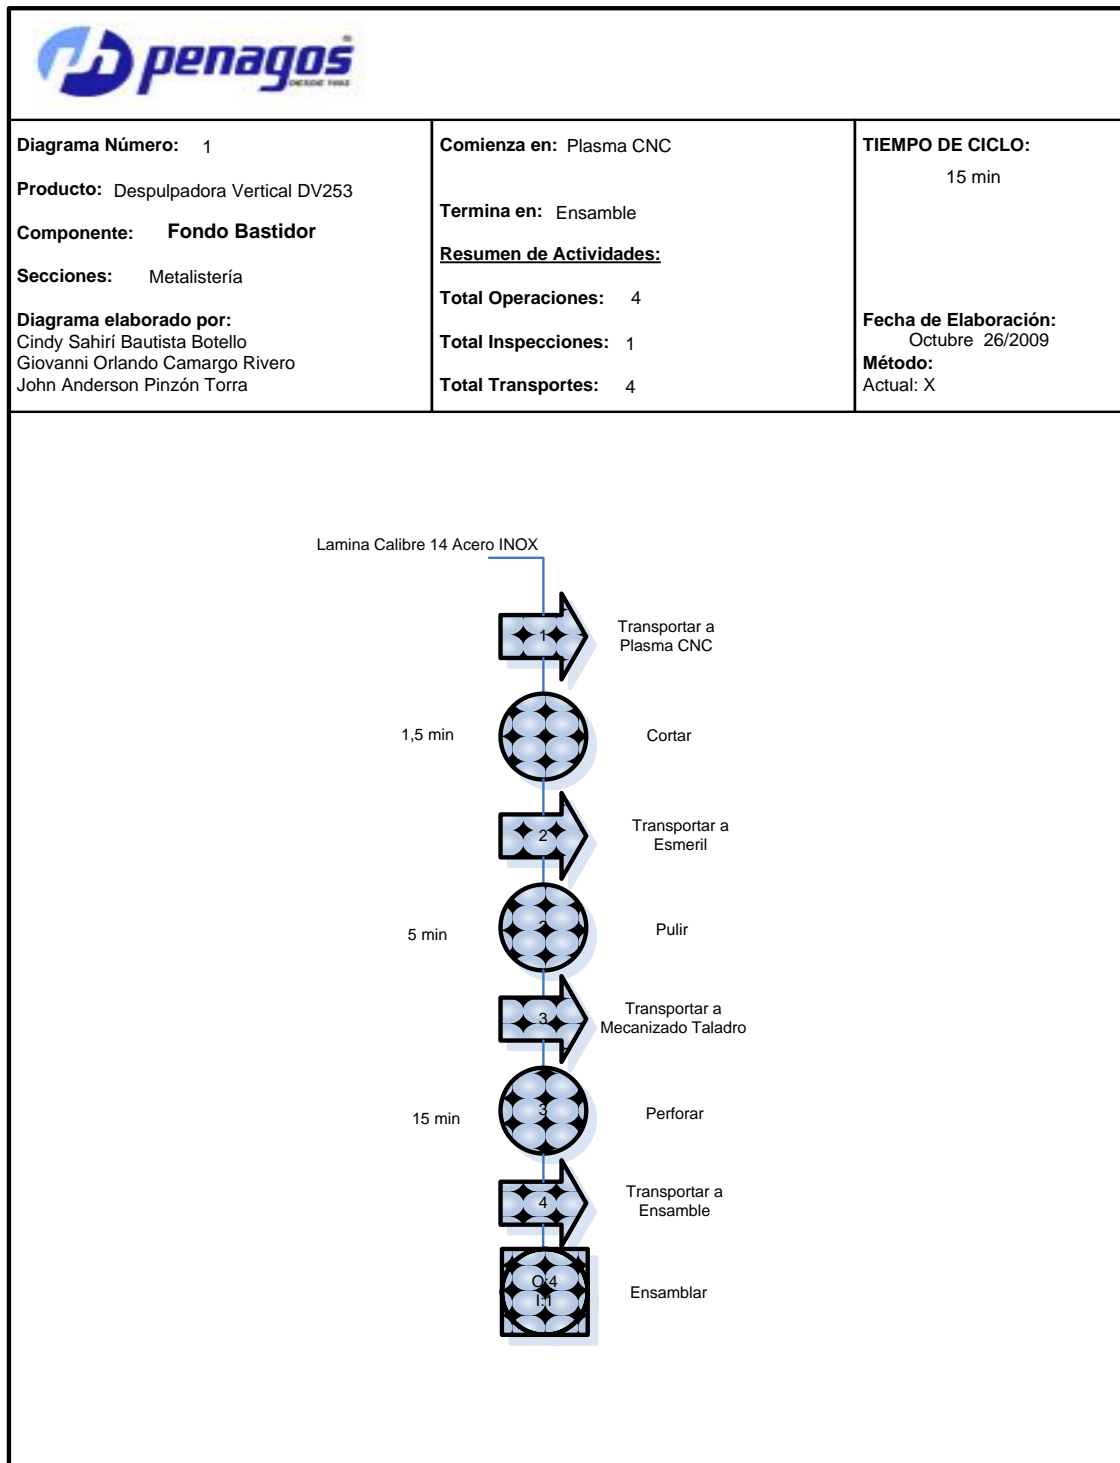 penagos
DESDE 1892
Diagrama Número: 1
Producto: Despulpadora Vertical DV253
Componente: Fondo Bastidor
Secciones: Metalistería
Diagrama elaborado por:
Cindy Sahirí Bautista Botello
Giovanni Orlando Camargo Rivero
John Anderson Pinzón Torra
Comienza en: Plasma CNC
Termina en: Ensamble
Resumen de Actividades:
Total Operaciones: 4
Total Inspecciones: 1
Total Transportes: 4
TIEMPO DE CICLO:
15 min
Fecha de Elaboración:
Octubre 26/2009
Método:
Actual: X
Lamina Calibre 14 Acero INOX
1
Transportar a
Plasma CNC
1,5 min
Cortar
2
Transportar a
Esmeril
5 min
2
Pulir
3
Transportar a
Mecanizado Taladro
15 min
3
Perforar
4
Transportar a
Ensamble
O:4
I:1
Ensamblar